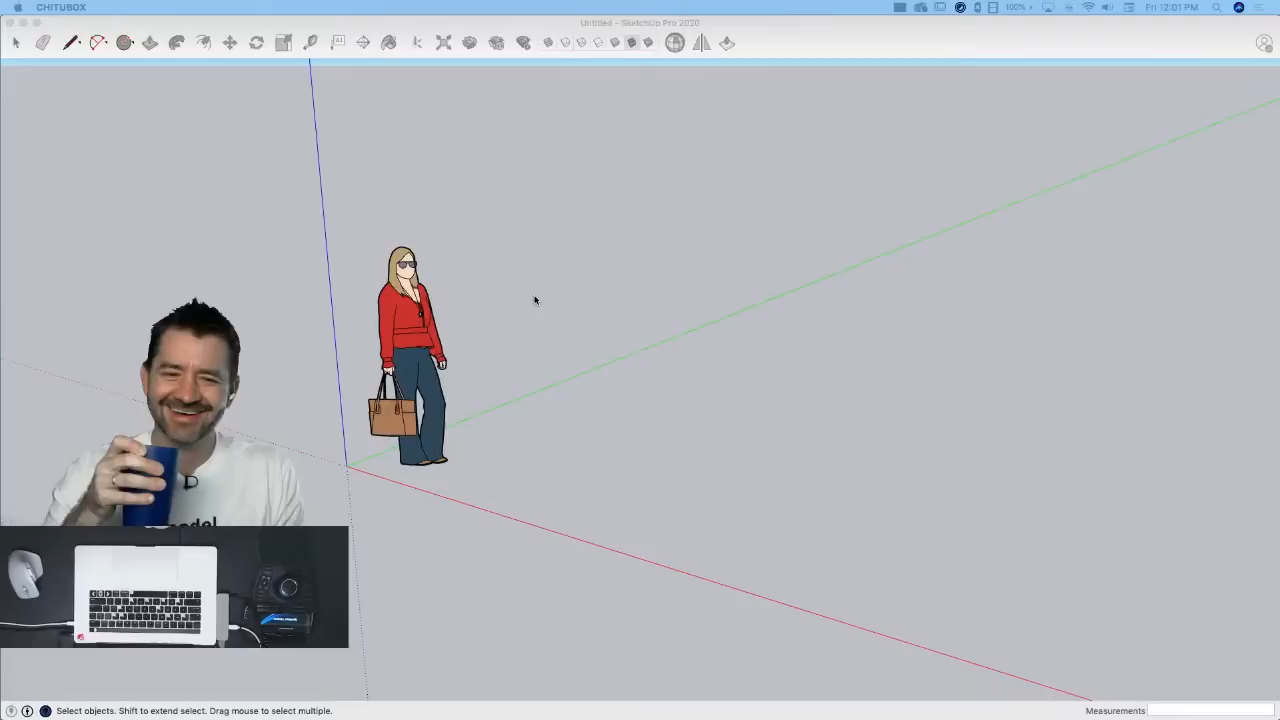 CHITUBOX
100%
Fri 12:01 PM
Untitled - SketchUp Pro 2020
A1
Select objects. Shift to extend select. Drag mouse to select multiple.
Measurements